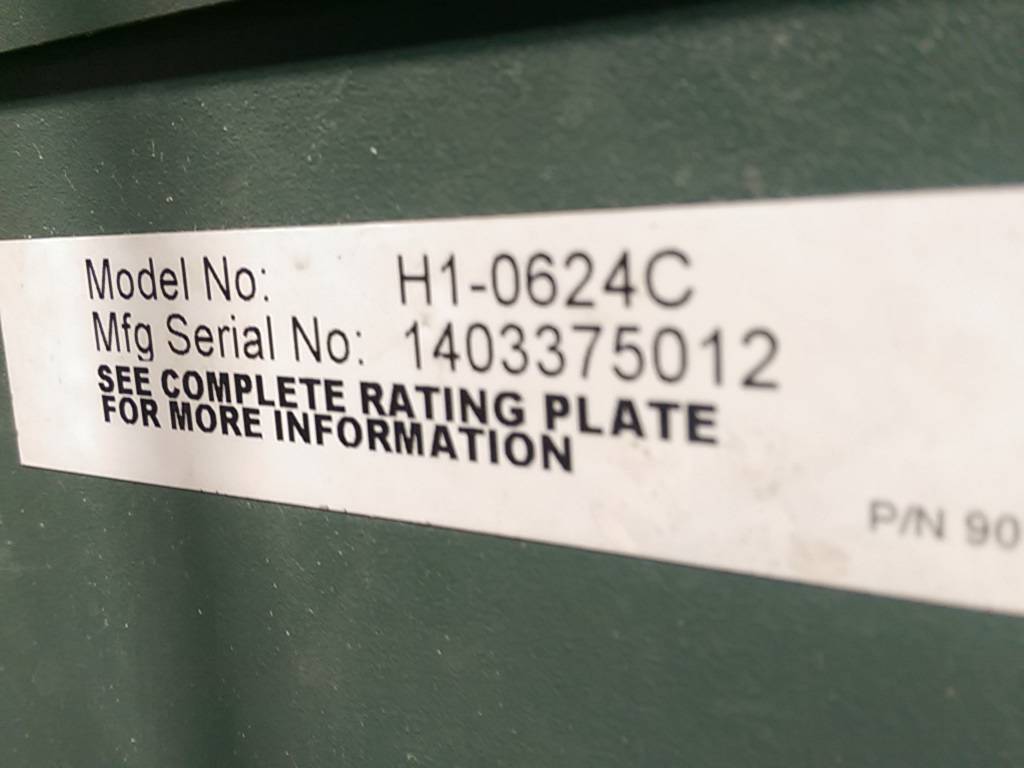 Model No: H1-0624C
Mfg Serial No: 1403375012
SEE COMPLETE RATING PLATE
FOR MORE INFORMATION
P/N 90